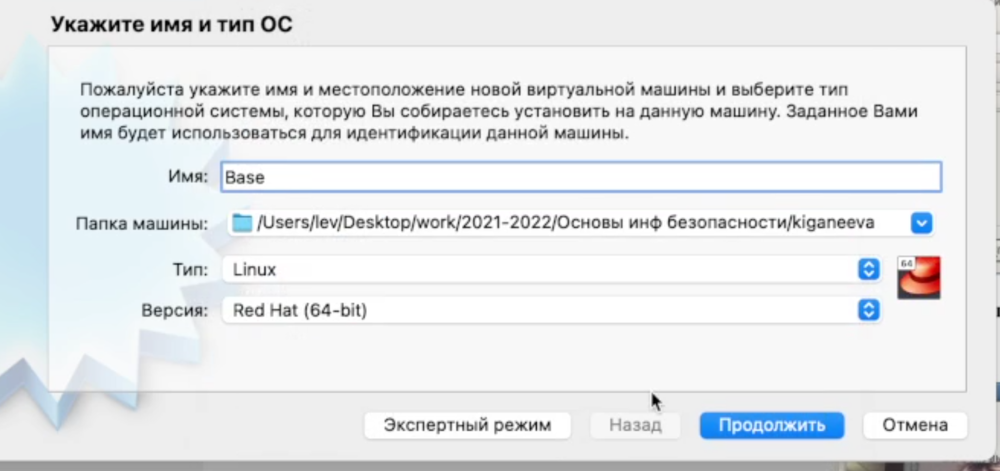 Укажите имя и тип ОС
Пожалуйста укажите имя и местоположение новой виртуальной машины и выберите тип
операционной системы, которую Вы собираетесь установить на данную машину. Заданное Вами
имя будет использоваться для идентификации данной машины.
Имя: Base
Папка машины: /Users/lev/Desktop/work/2021-2022/Основы инф безопасности/kiganeeva
Тип: Linux
64
Версия: Red Hat (64-bit)
Экспертный режим Назад Продолжить Отмена